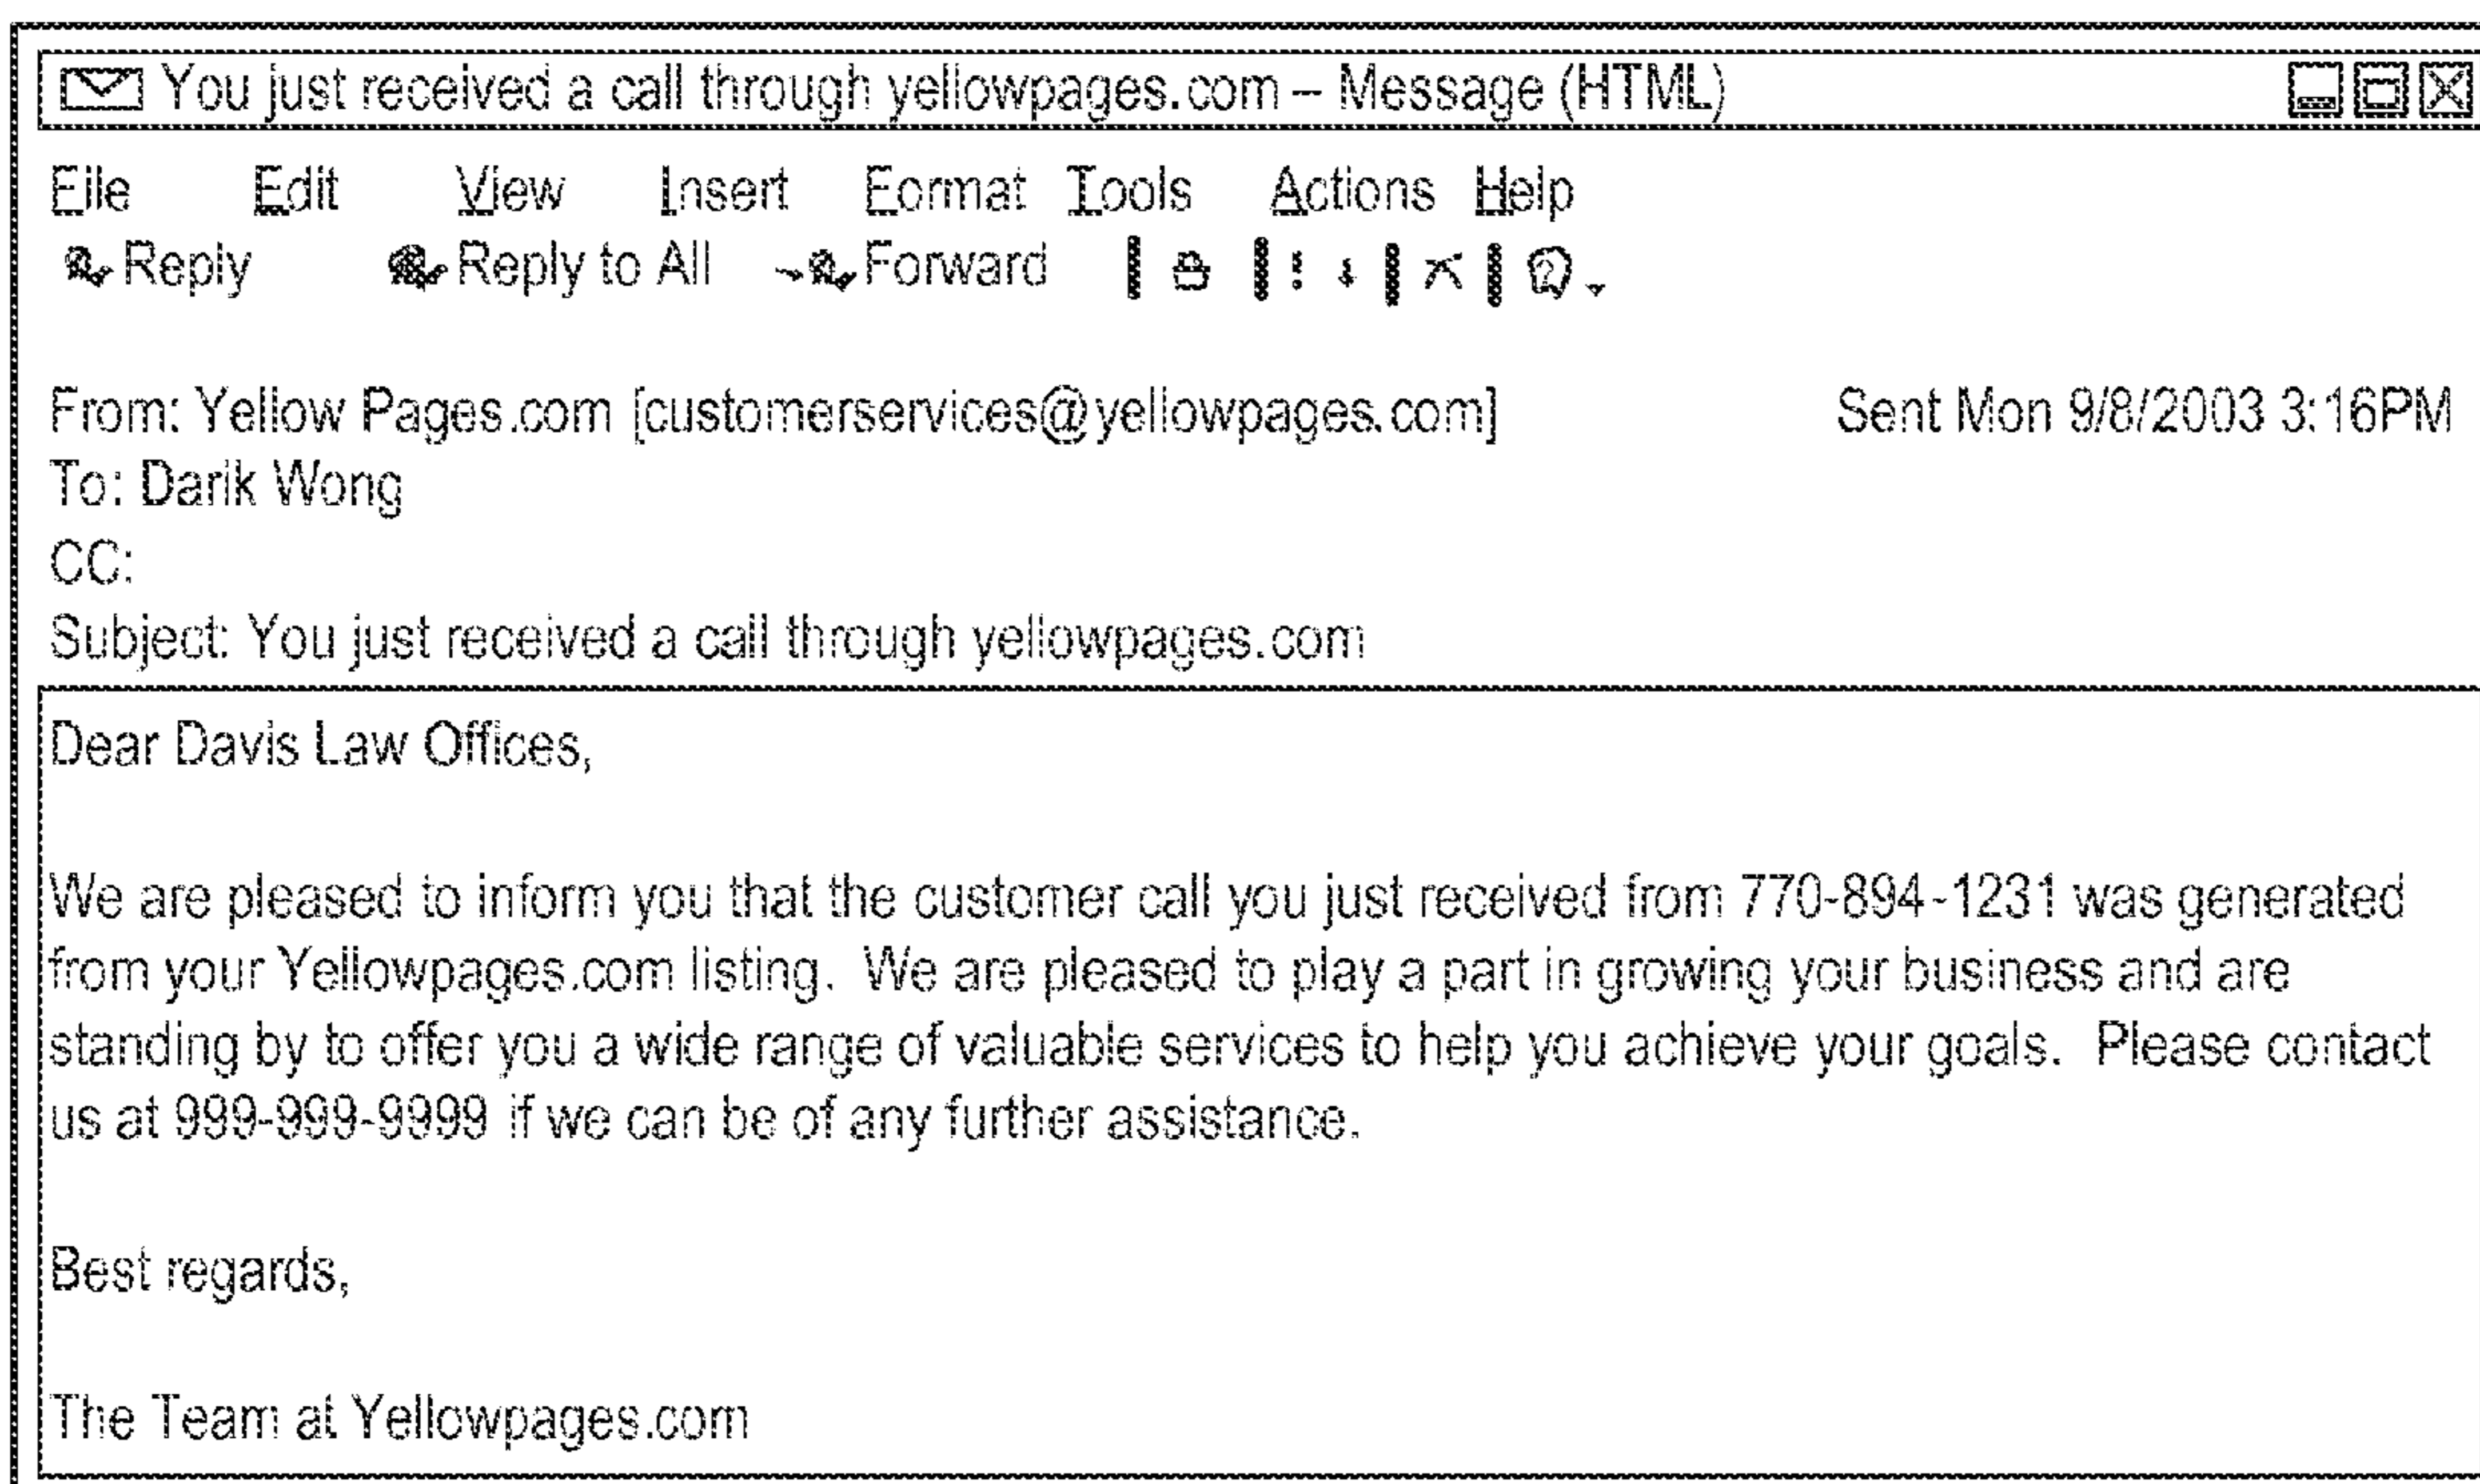 You just received a call through yellowpages.com – Message (HTML)
File Edit View Insert Format Tools Actions Help
Reply Reply to All Forward
From: Yellow Pages.com [customerservices@yellowpages.com] Sent Mon 9/8/2003 3:16PM
To: Darik Wong
CC:
Subject: You just received a call through yellowpages.com
Dear Davis Law Offices,
We are pleased to inform you that the customer call you just received from 770-894-1231 was generated
from your Yellowpages.com listing. We are pleased to play a part in growing your business and are
standing by to offer you a wide range of valuable services to help you achieve your goals. Please contact
us at 999-999-9999 if we can be of any further assistance.
Best regards,
The Team at Yellowpages.com